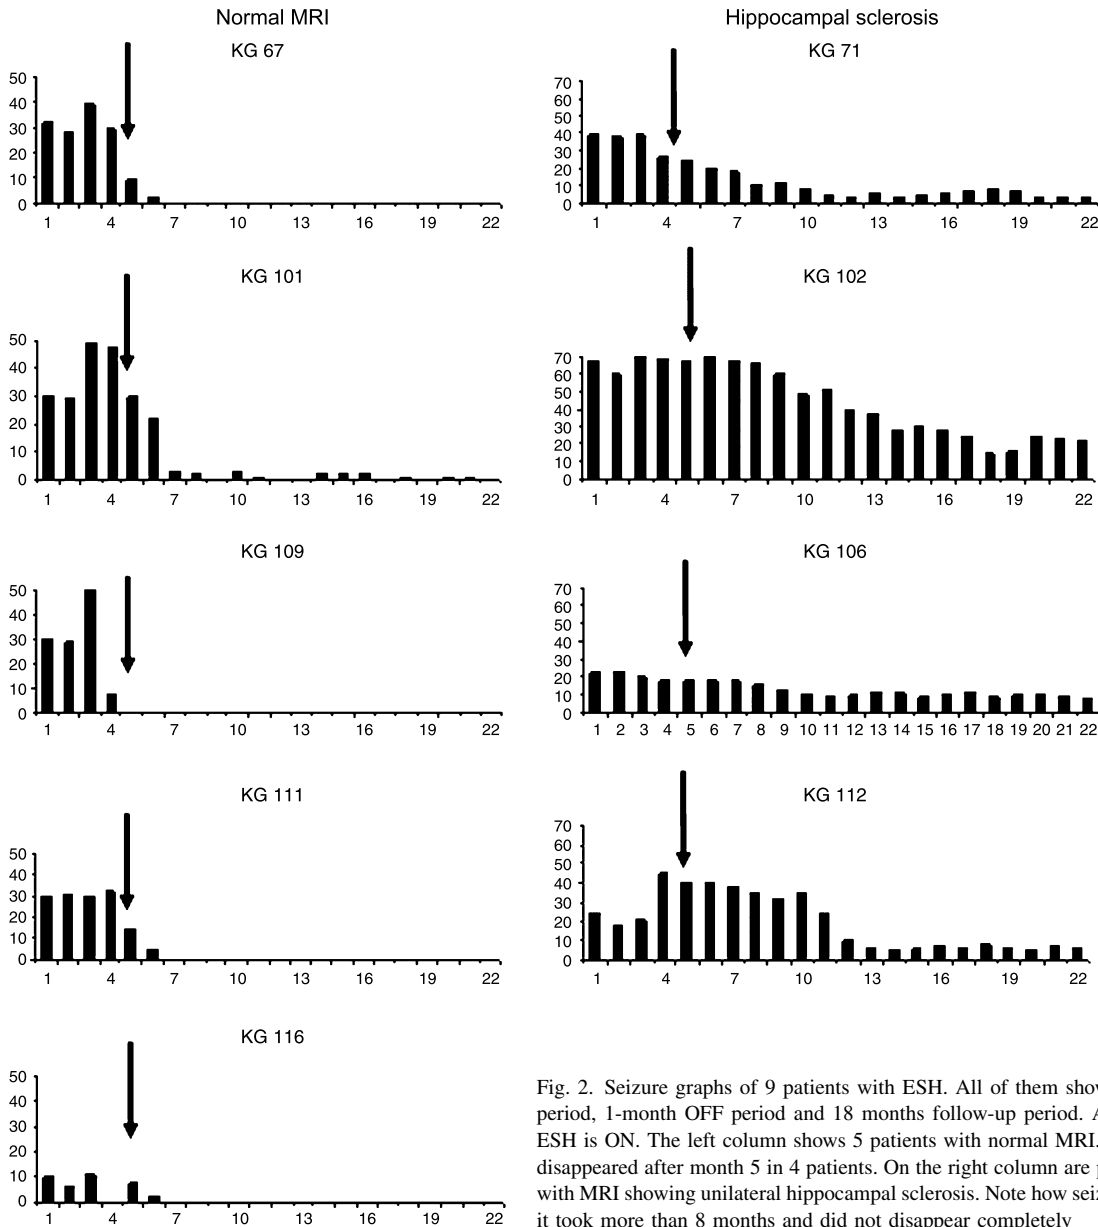 Normal MRI
KG 67
50
40
30
20
10
0
1 4 7 10 13 16 19 22
KG 101
50
40
30
20
10
0
1 4 7 10 13 16 19 22
KG 109
50
40
30
20
10
0
1 4 7 10 13 16 19 22
KG 111
50
40
30
20
10
0
1 4 7 10 13 16 19 22
KG 116
50
40
30
20
10
0
1 4 7 10 13 16 19 22
Hippocampal sclerosis
KG 71
70
60
50
40
30
20
10
0
1 4 7 10 13 16 19 22
KG 102
70
60
50
40
30
20
10
0
1 4 7 10 13 16 19 22
KG 106
70
60
50
40
30
20
10
0
1 2 3 4 5 6 7 8 9 10 11 12 13 14 15 16 17 18 19 20 21 22
KG 112
70
60
50
40
30
20
10
0
1 4 7 10 13 16 19 22
Fig. 2. Seizure graphs of 9 patients with ESH. All of them show
period, 1-month OFF period and 18 months follow-up period. A
ESH is ON. The left column shows 5 patients with normal MRI.
disappeared after month 5 in 4 patients. On the right column are p
with MRI showing unilateral hippocampal sclerosis. Note how seiz
it took more than 8 months and did not disappear completely